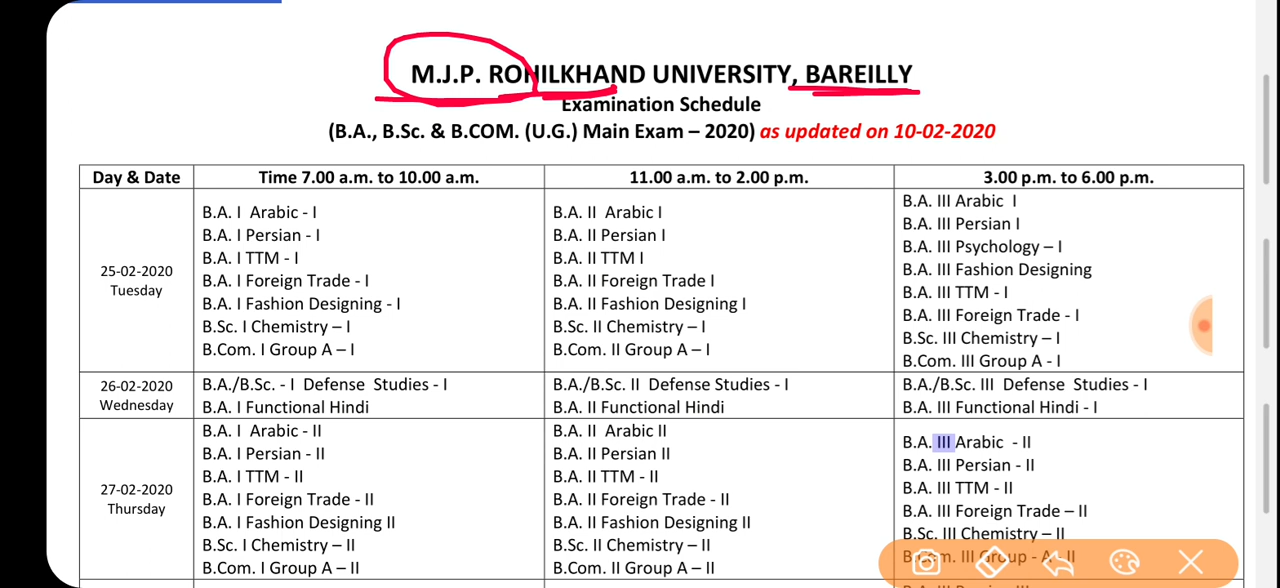 M.J.P. ROHILKHAND UNIVERSITY, BAREILLY
Examination Schedule
(B.A., B.Sc. & B.COM. (U.G.) Main Exam – 2020) as updated on 10-02-2020
Day & Date
Time 7.00 a.m. to 10.00 a.m.
11.00 a.m. to 2.00 p.m.
3.00 p.m. to 6.00 p.m.
25-02-2020
Tuesday
B.A. I Arabic - I
B.A. I Persian - I
B.A. I TTM - I
B.A. I Foreign Trade - I
B.A. I Fashion Designing - I
B.Sc. I Chemistry – I
B.Com. I Group A – I
B.A. II Arabic I
B.A. II Persian I
B.A. II TTM I
B.A. II Foreign Trade I
B.A. II Fashion Designing I
B.Sc. II Chemistry – I
B.Com. II Group A – I
B.A. III Arabic I
B.A. III Persian I
B.A. III Psychology – I
B.A. III Fashion Designing
B.A. III TTM - I
B.A. III Foreign Trade - I
B.Sc. III Chemistry – I
B.Com. III Group A - I
26-02-2020
Wednesday
B.A./B.Sc. - I Defense Studies - I
B.A. I Functional Hindi
B.A./B.Sc. II Defense Studies - I
B.A. II Functional Hindi
B.A./B.Sc. III Defense Studies - I
B.A. III Functional Hindi - I
27-02-2020
Thursday
B.A. I Arabic - II
B.A. I Persian - II
B.A. I TTM - II
B.A. I Foreign Trade - II
B.A. I Fashion Designing II
B.Sc. I Chemistry – II
B.Com. I Group A – II
B.A. II Arabic II
B.A. II Persian II
B.A. II TTM - II
B.A. II Foreign Trade - II
B.A. II Fashion Designing II
B.Sc. II Chemistry – II
B.Com. II Group A – II
B.A. III Arabic - II
B.A. III Persian - II
B.A. III TTM - II
B.A. III Foreign Trade – II
B.Sc. III Chemistry – II
B.Com. III Group - A - II